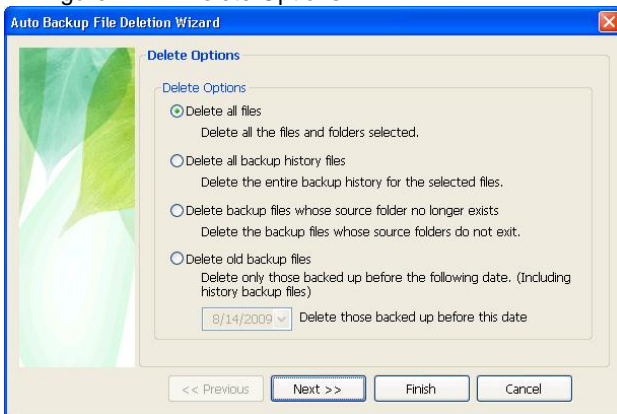 Auto Backup File Deletion Wizard
Delete Options
Delete Options
Delete all files
Delete all the files and folders selected.
Delete all backup history files
Delete the entire backup history for the selected files.
Delete backup files whose source folder no longer exists
Delete the backup files whose source folders do not exit.
Delete old backup files
Delete only those backed up before the following date. (Including
history backup files)
8/14/2009 Delete those backed up before this date
<< Previous Next >> Finish Cancel